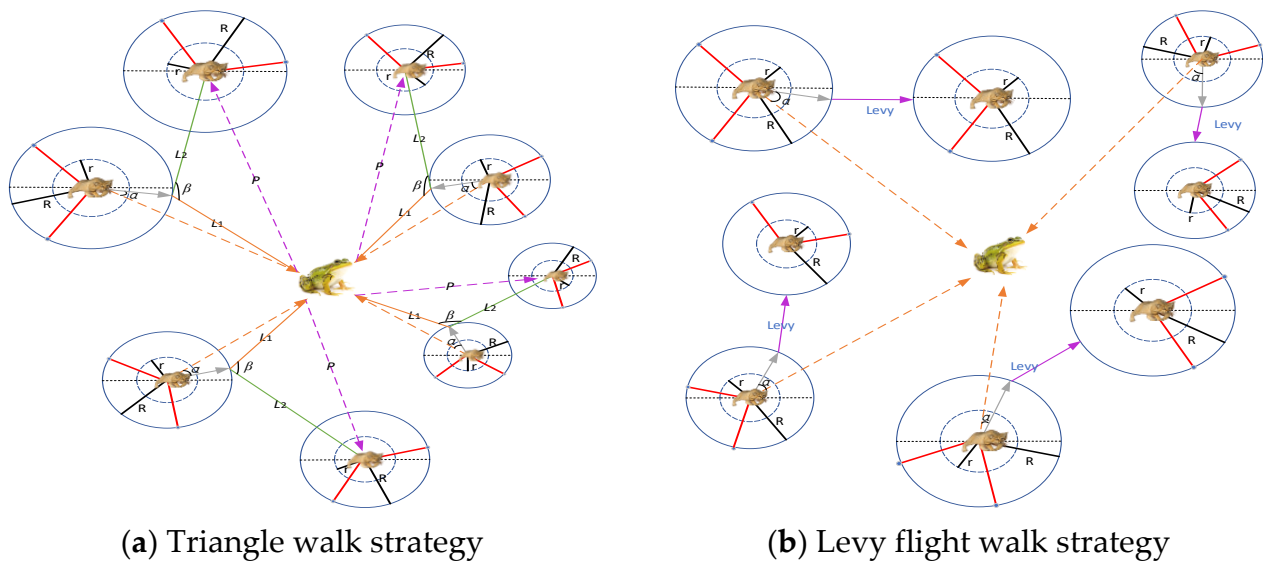 R
r
R
r
L₂
L₂
r
α
R
β
L₁
P
P
β
L₁
r
α
R
P
L₂
R
r
L₁
β
α
R
r
L₁
β
r
α
R
L₂
P
r
R
r
α
R
Levy
r
R
R
r
α
Levy
r
R
r
R
Levy
r
α
R
r
R
Levy
α
r
R
(a) Triangle walk strategy
(b) Levy flight walk strategy